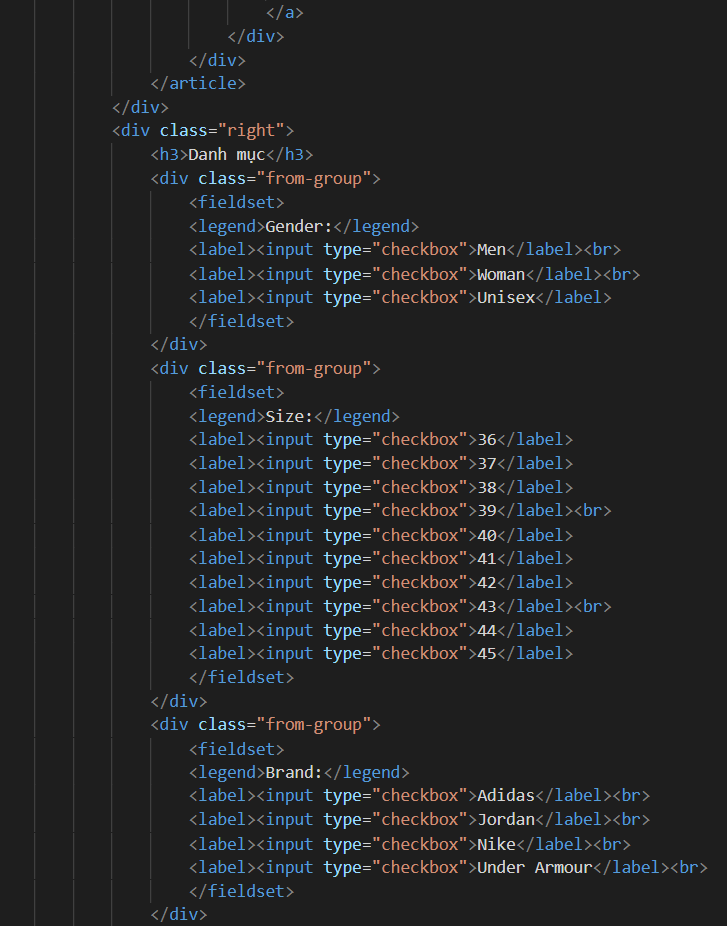 </a>
</div>
</div>
</article>
</div>
<div class="right">
<h3>Danh mục</h3>
<div class="from-group">
<fieldset>
<legend>Gender:</legend>
<label><input type="checkbox">Men</label><br>
<label><input type="checkbox">Woman</label><br>
<label><input type="checkbox">Unisex</label>
</fieldset>
</div>
<div class="from-group">
<fieldset>
<legend>Size:</legend>
<label><input type="checkbox">36</label>
<label><input type="checkbox">37</label>
<label><input type="checkbox">38</label>
<label><input type="checkbox">39</label><br>
<label><input type="checkbox">40</label>
<label><input type="checkbox">41</label>
<label><input type="checkbox">42</label>
<label><input type="checkbox">43</label><br>
<label><input type="checkbox">44</label>
<label><input type="checkbox">45</label>
</fieldset>
</div>
<div class="from-group">
<fieldset>
<legend>Brand:</legend>
<label><input type="checkbox">Adidas</label><br>
<label><input type="checkbox">Jordan</label><br>
<label><input type="checkbox">Nike</label><br>
<label><input type="checkbox">Under Armour</label><br>
</fieldset>
</div>